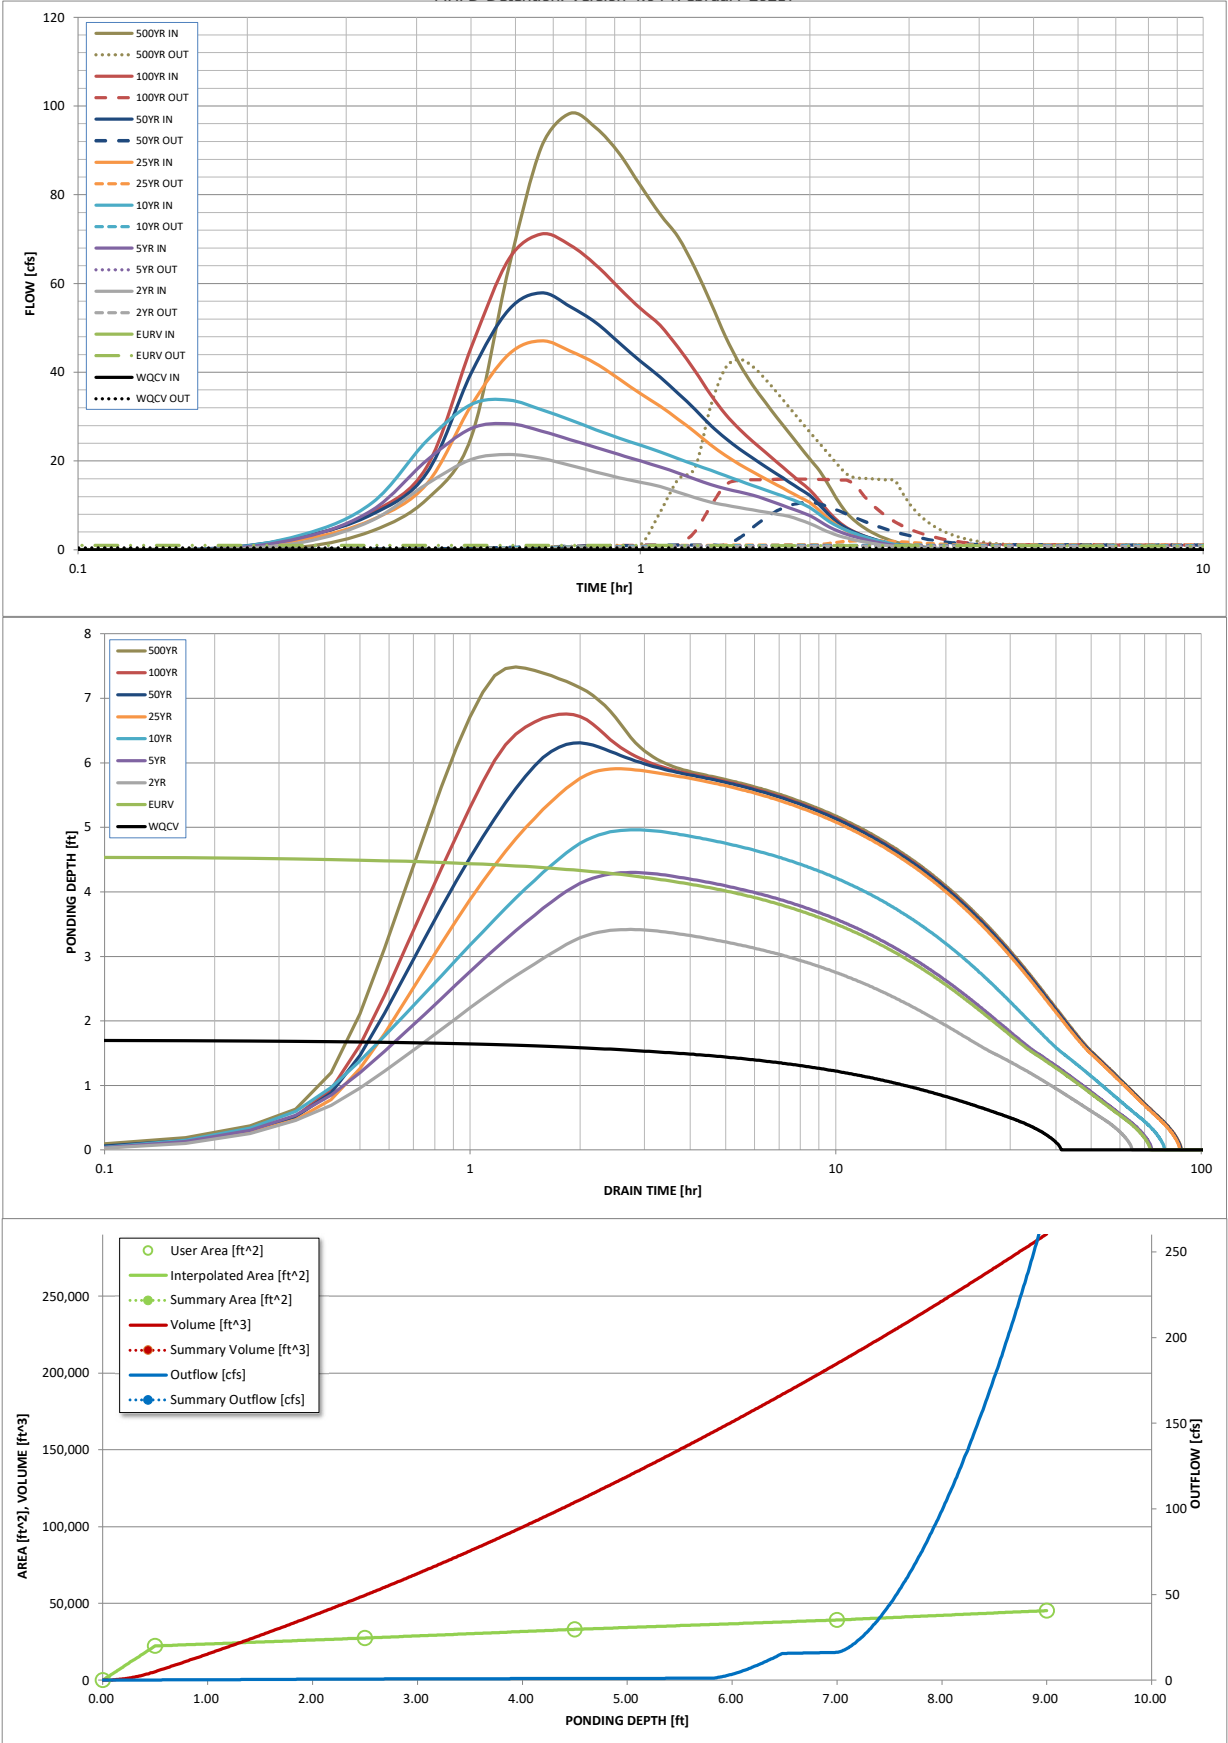 120
100
80
60
40
20
0
FLOW [cfs]
500YR IN
500YR OUT
100YR IN
100YR OUT
50YR IN
50YR OUT
25YR IN
25YR OUT
10YR IN
10YR OUT
5YR IN
5YR OUT
2YR IN
2YR OUT
EURV IN
EURV OUT
WQCV IN
WQCV OUT
0.1
1
10
TIME [hr]
8
7
6
5
4
3
2
1
0
PONDING DEPTH [ft]
500YR
100YR
50YR
25YR
10YR
5YR
2YR
EURV
WQCV
0.1
1
10
100
DRAIN TIME [hr]
User Area [ft^2]
Interpolated Area [ft^2]
Summary Area [ft^2]
Volume [ft^3]
Summary Volume [ft^3]
Outflow [cfs]
Summary Outflow [cfs]
250,000
200,000
150,000
100,000
50,000
0
AREA [ft^2], VOLUME [ft^3]
250
200
150
100
50
0
OUTFLOW [cfs]
0.00
1.00
2.00
3.00
4.00
5.00
6.00
7.00
8.00
9.00
10.00
PONDING DEPTH [ft]